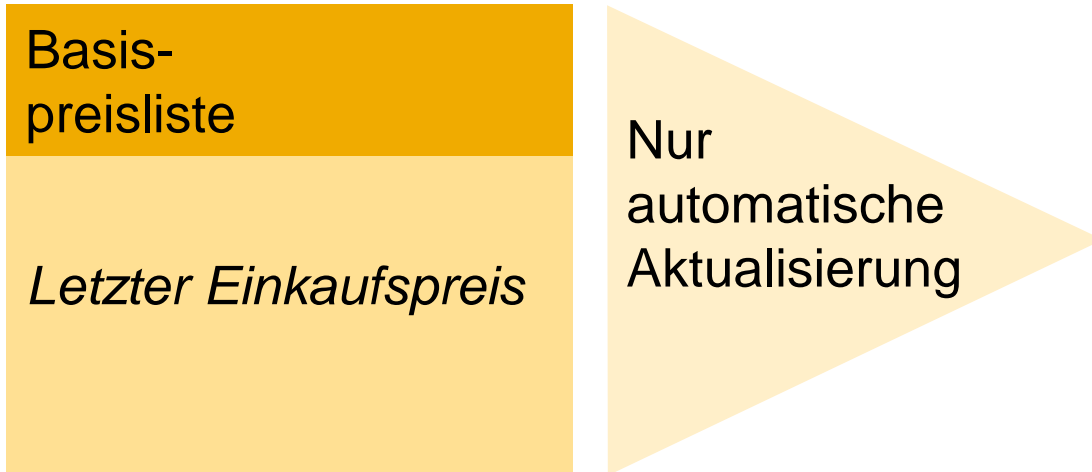 Basis-
preisliste
Letzter Einkaufspreis
Nur
automatische
Aktualisierung